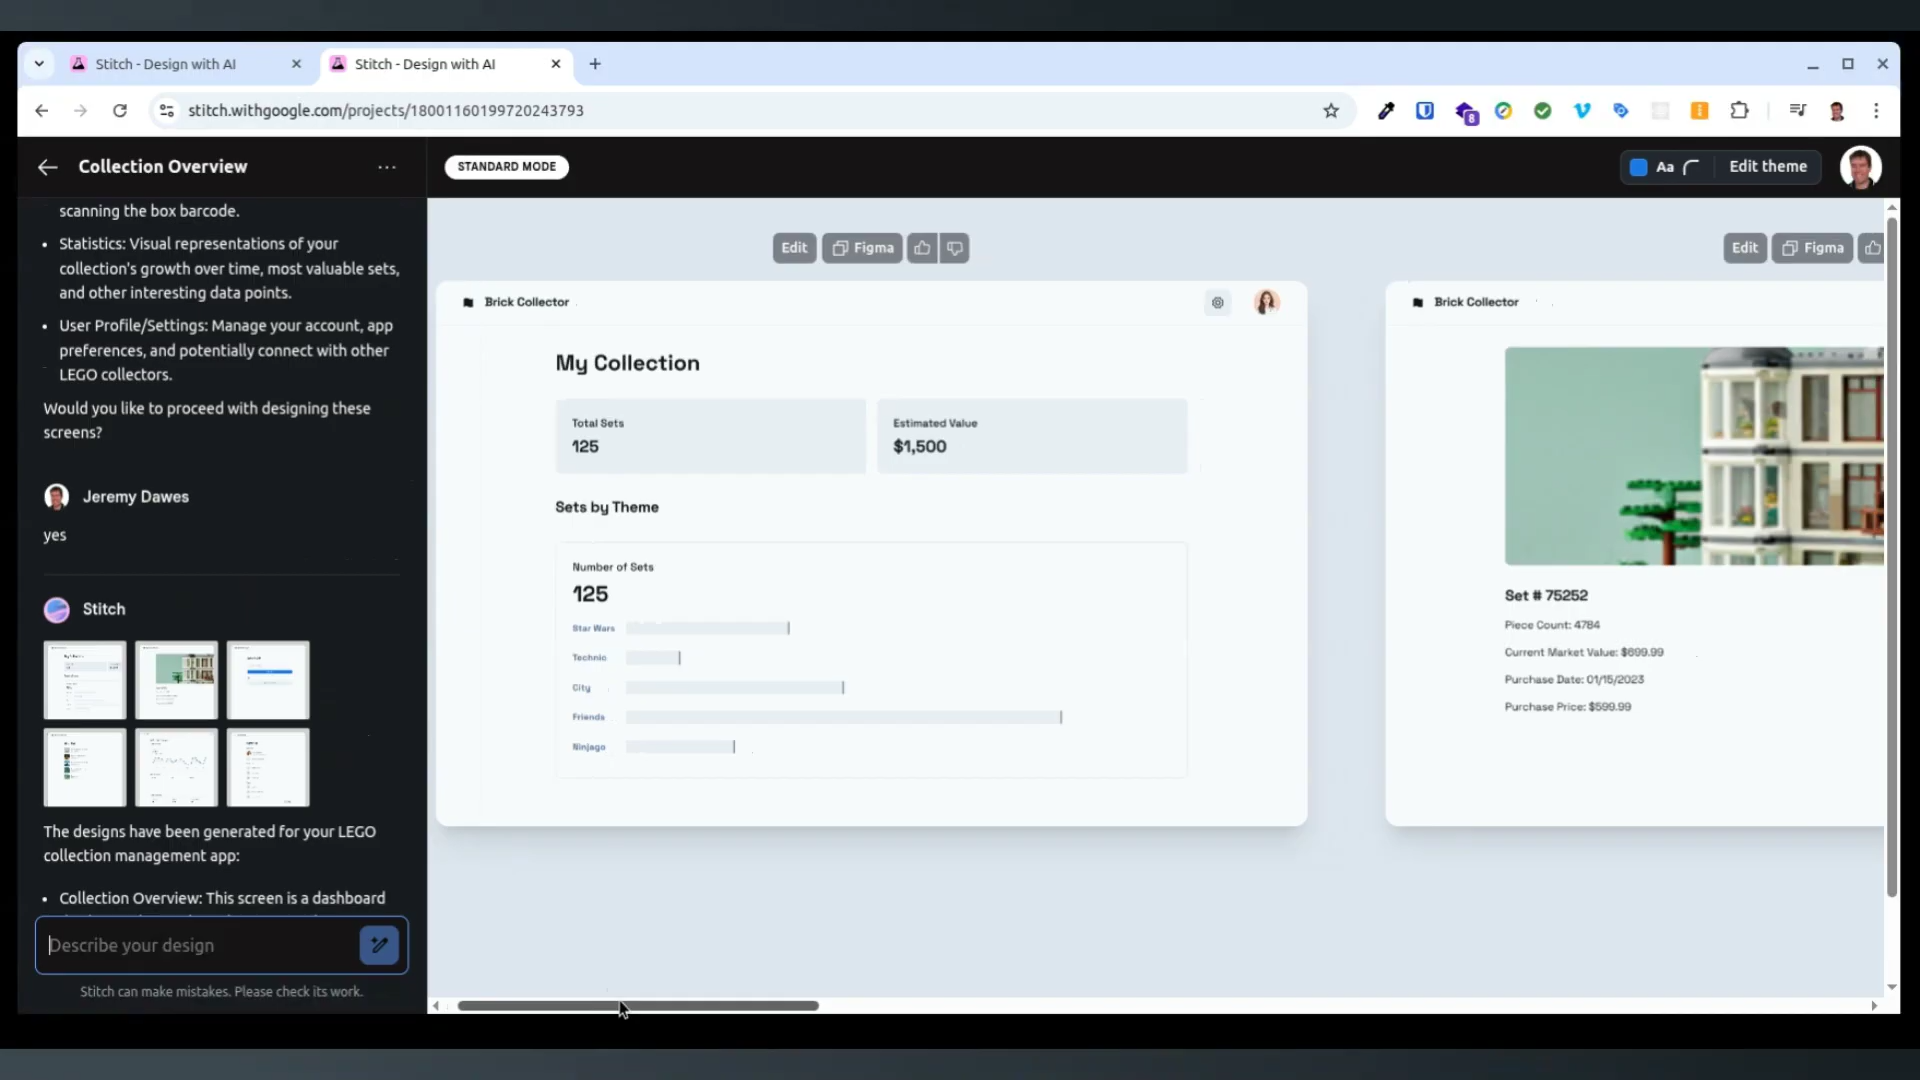 Stitch - Design with AI
Stitch - Design with AI
stitch.withgoogle.com/projects/18001160199720243793
8
Collection Overview
STANDARD MODE
Aa
Edit theme
scanning the box barcode.
• Statistics: Visual representations of your
collection's growth over time, most valuable sets,
and other interesting data points.
• User Profile/Settings: Manage your account, app
preferences, and potentially connect with other
LEGO collectors.
Would you like to proceed with designing these
screens?
Jeremy Dawes
yes
Stitch
The designs have been generated for your LEGO
collection management app:
• Collection Overview: This screen is a dashboard
Describe your design
Stitch can make mistakes. Please check its work.
Edit
Figma
Brick Collector
My Collection
Total Sets
125
Estimated Value
$1,500
Sets by Theme
Number of Sets
125
Star Wars
Technic
City
Friends
Ninjago
Edit
Figma
Brick Collector
Set # 75252
Piece Count: 4784
Current Market Value: $699.99
Purchase Date: 01/15/2023
Purchase Price: $599.99